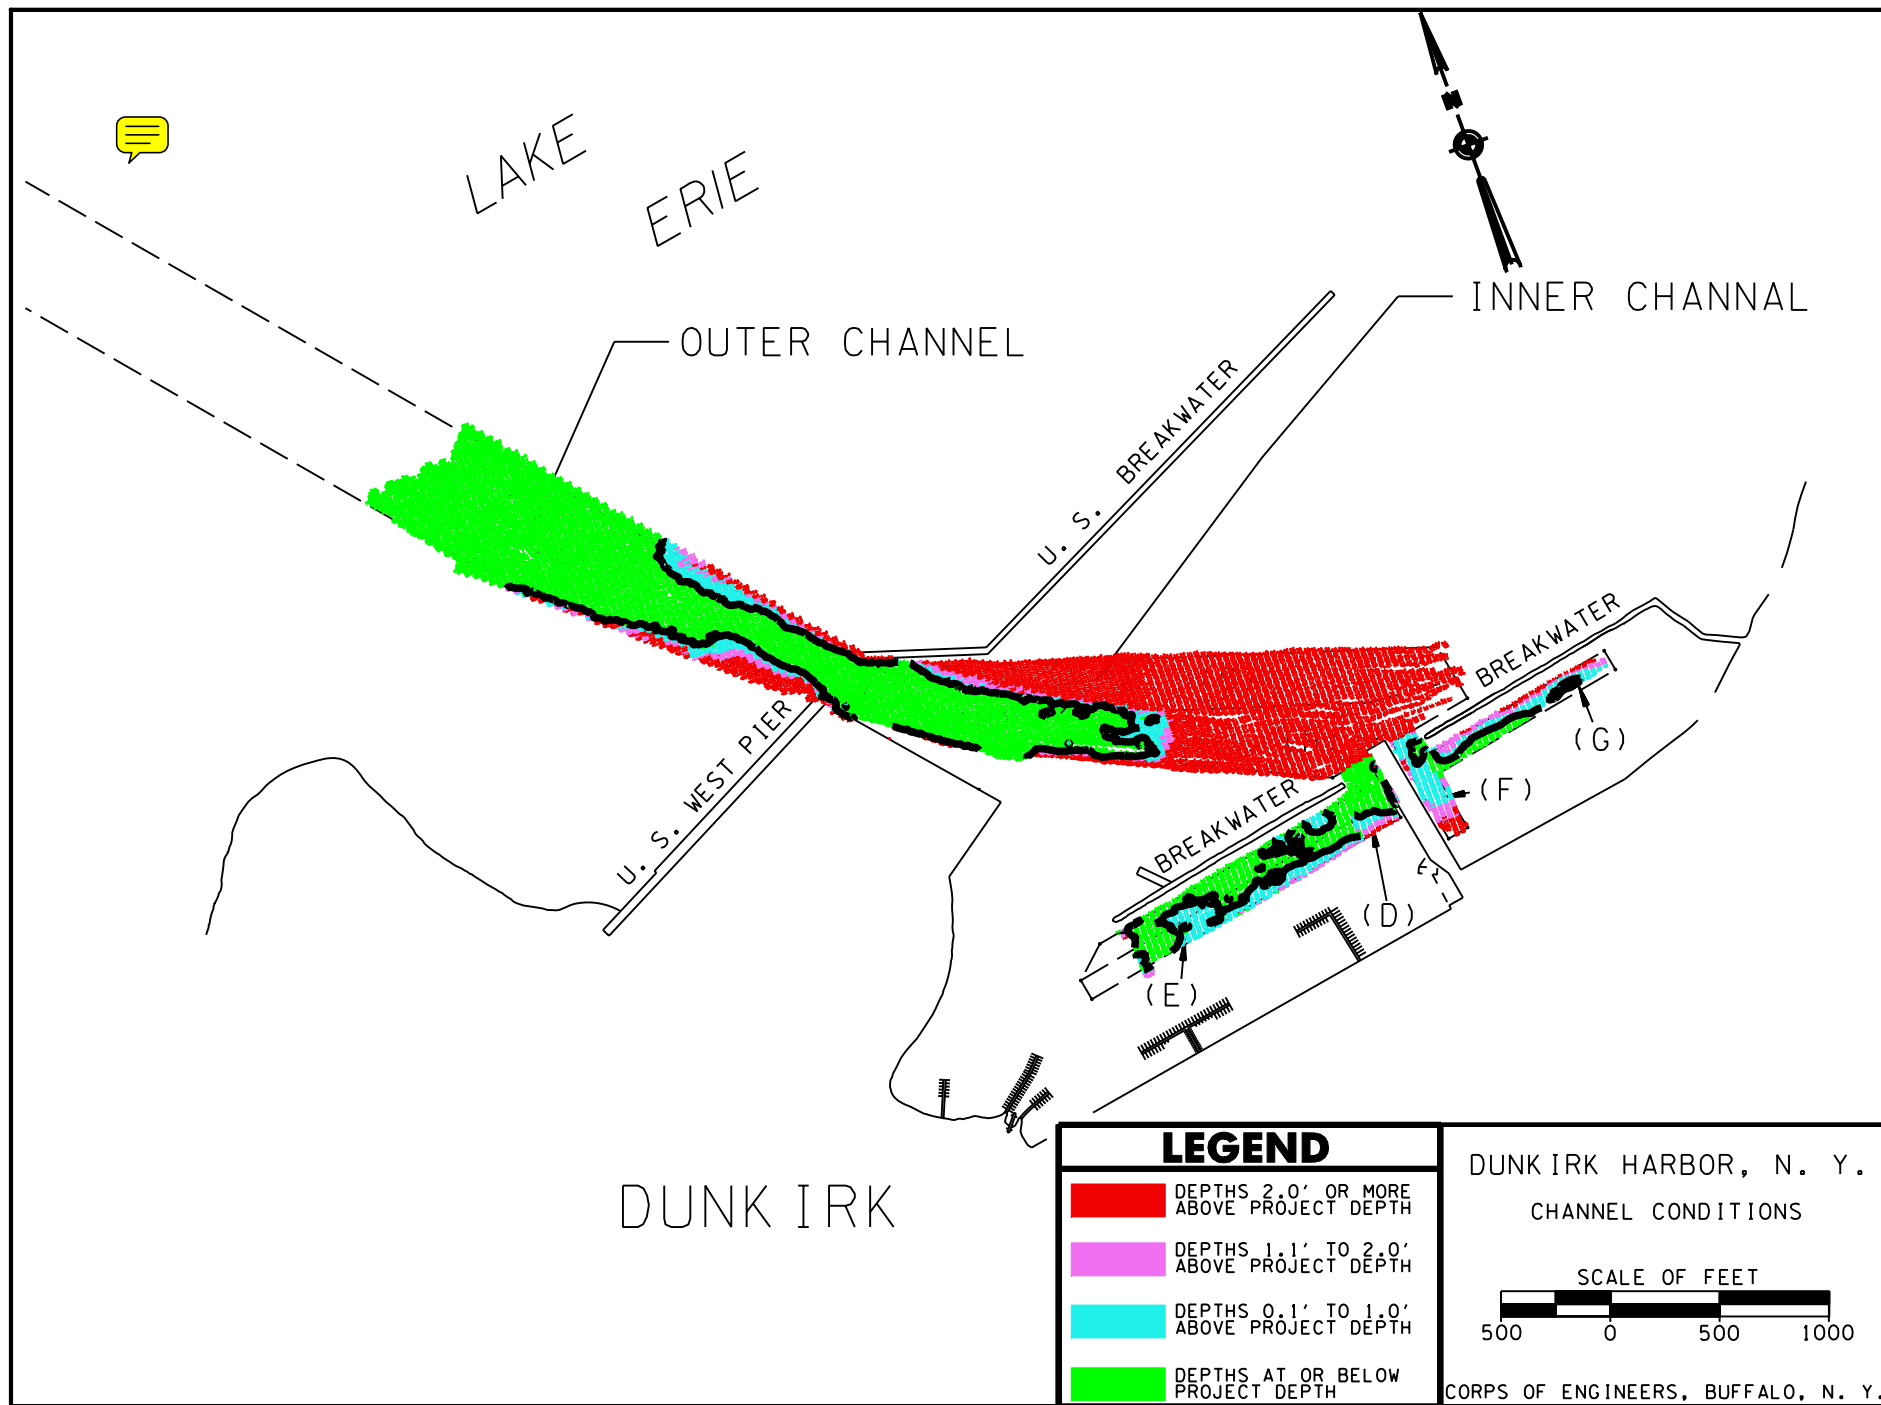 LAKE
ERIE
N
INNER CHANNAL
OUTER CHANNEL
U. S. BREAKWATER
BREAKWATER
(G)
(F)
U. S. WEST PIER
BREAKWATER
(D)
(E)
DUNKIRK
LEGEND
DEPTHS 2.0' OR MORE
ABOVE PROJECT DEPTH
DEPTHS 1.1' TO 2.0'
ABOVE PROJECT DEPTH
DEPTHS 0.1' TO 1.0'
ABOVE PROJECT DEPTH
DEPTHS AT OR BELOW
PROJECT DEPTH
DUNKIRK HARBOR, N. Y.
CHANNEL CONDITIONS
SCALE OF FEET
500 0 500 1000
CORPS OF ENGINEERS, BUFFALO, N. Y.